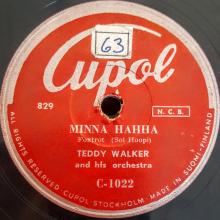 63
Cupol
829
N. C. B.
MINNA HAHHA
Foxtrot (Sol Hoopi)
TEDDY WALKER
and his orchestra
C-1022
ALL RIGHTS RESERVED CUPOL STOCKHOLM
MADE IN SUOMI-FINLAND